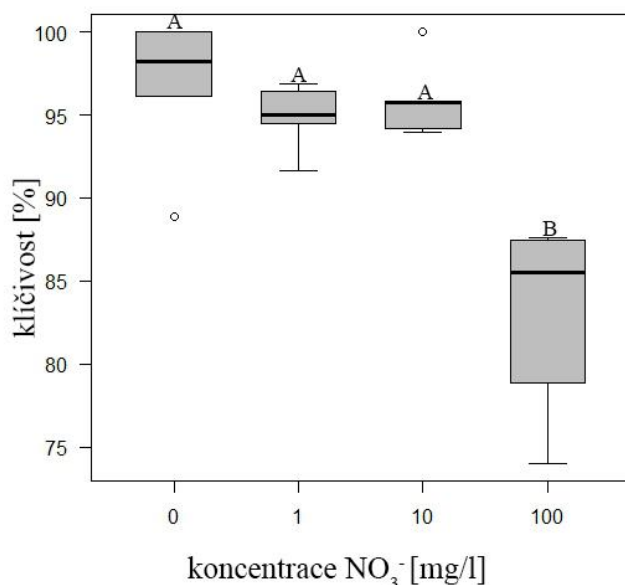 klíčivost [%]
100
95
90
85
80
75
A
A
A
B
0 1 10 100
koncentrace NO₃⁻ [mg/l]